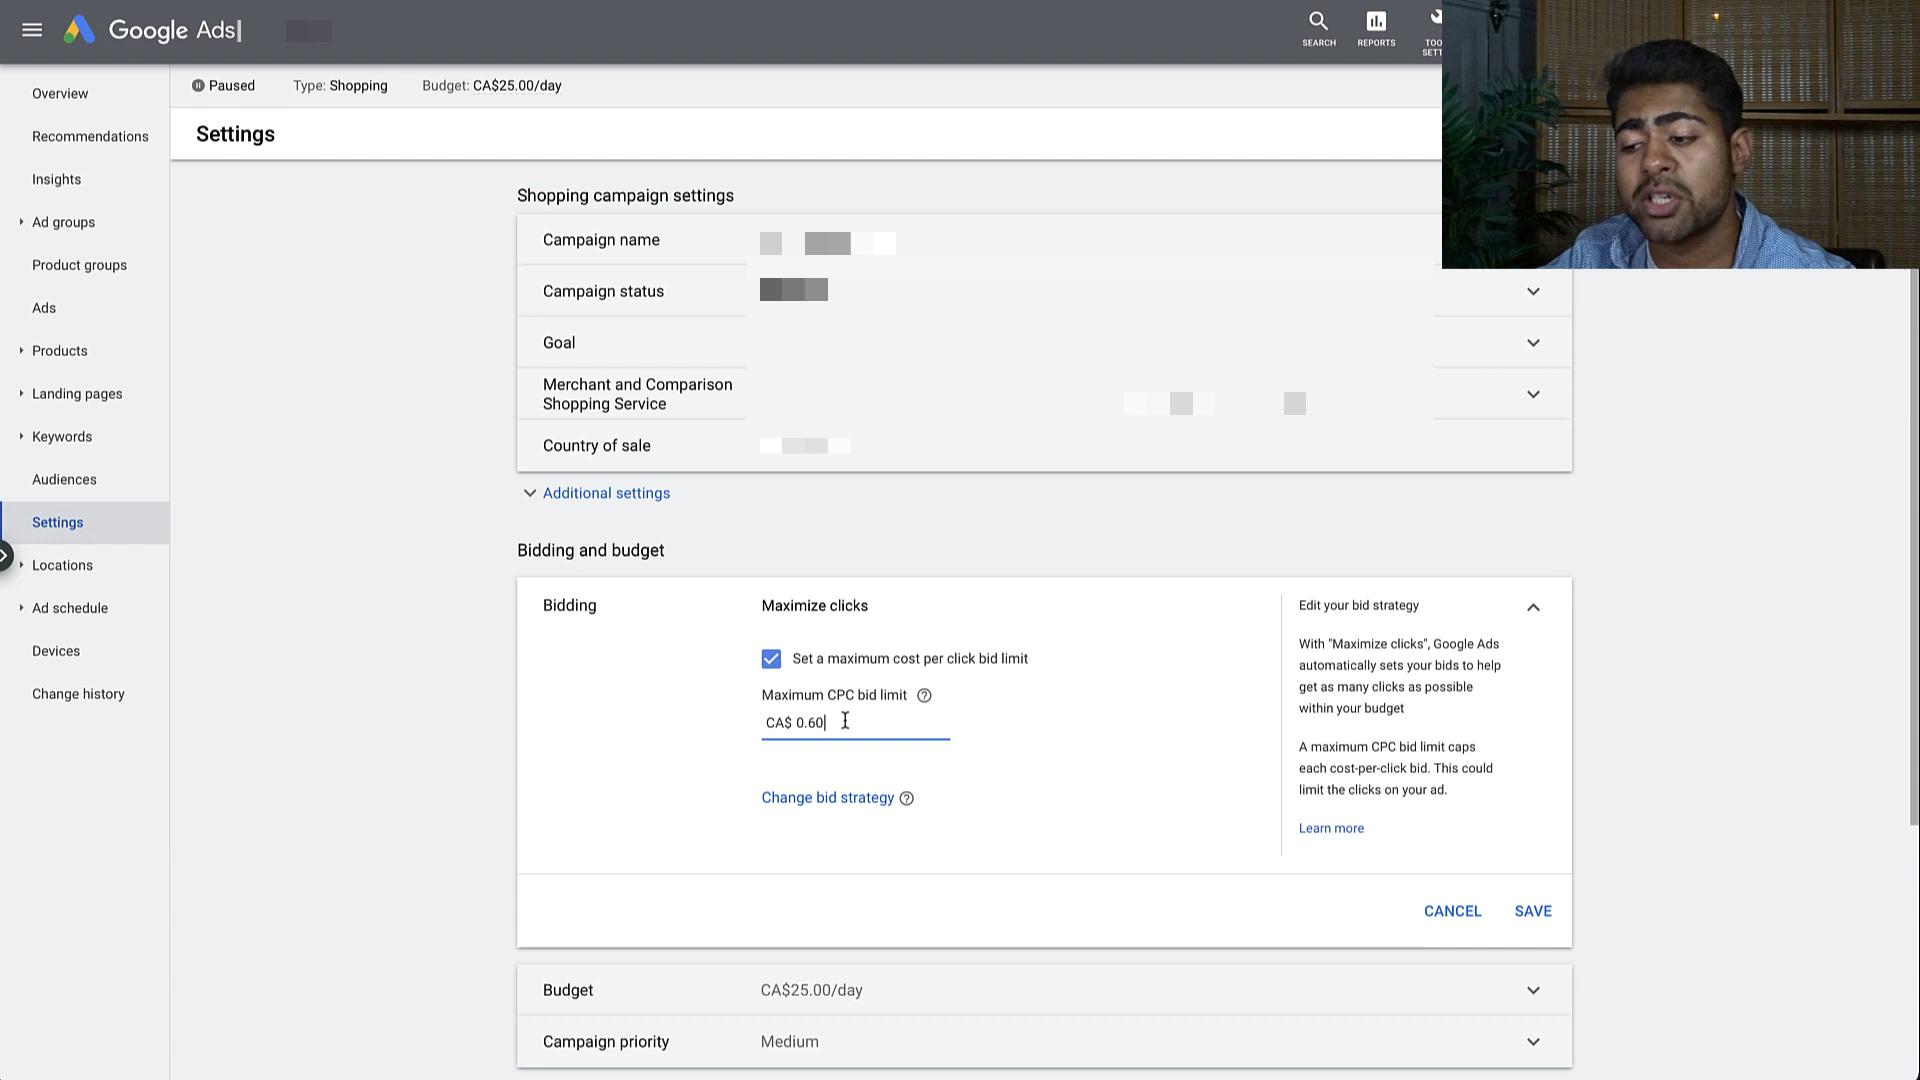 Google Ads
SEARCH
REPORTS
TOO
SETT
Paused
Type: Shopping
Budget: CA$25.00/day
Overview
Recommendations
Insights
Ad groups
Product groups
Ads
Products
Landing pages
Keywords
Audiences
Settings
Locations
Ad schedule
Devices
Change history
Settings
Shopping campaign settings
Campaign name
Campaign status
Goal
Merchant and Comparison
Shopping Service
Country of sale
Additional settings
Bidding and budget
Bidding
Maximize clicks
Set a maximum cost per click bid limit
Maximum CPC bid limit
CA$ 0.60
Change bid strategy
Edit your bid strategy
With "Maximize clicks", Google Ads
automatically sets your bids to help
get as many clicks as possible
within your budget
A maximum CPC bid limit caps
each cost-per-click bid. This could
limit the clicks on your ad.
Learn more
CANCEL
SAVE
Budget
CA$25.00/day
Campaign priority
Medium